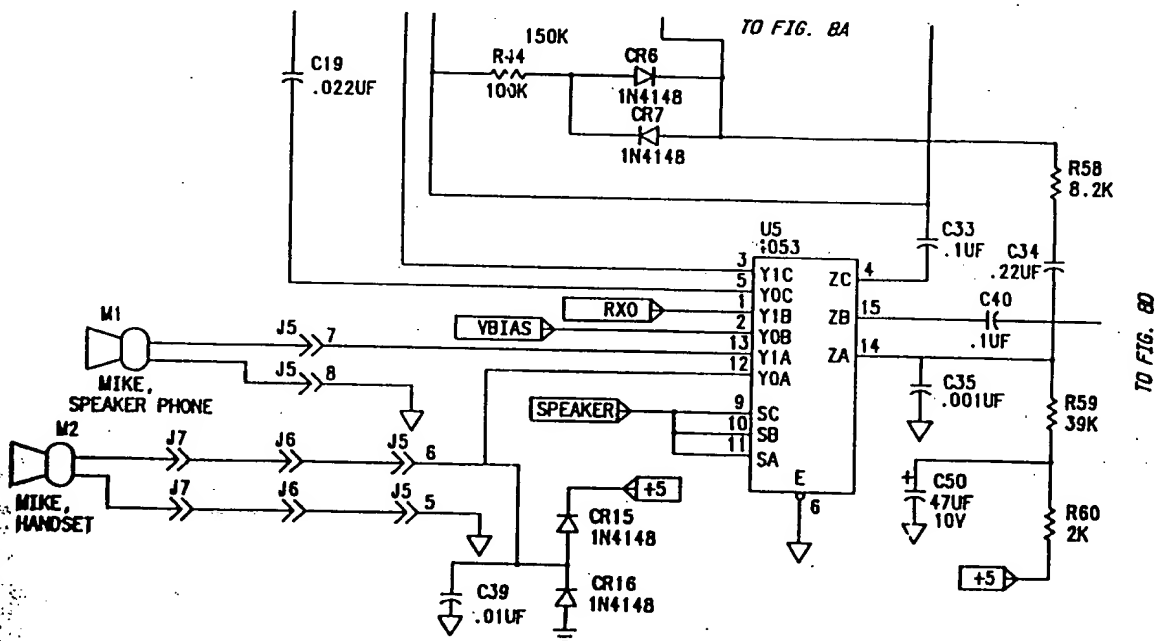 TO FIG. 8A
150K
C19
.022UF
R44
100K
CR6
1N4148
CR7
1N4148
R58
8.2K
U5
4053
C33
.1UF
C34
.22UF
3 Y1C ZC 4
5 Y0C
1 Y1B ZB 15
2 Y0B
13 Y1A ZA 14
12 Y0A
9 SC
10 SB
11 SA
E
6
RXO
VBIAS
C40
.1UF
TO FIG. 8D
M1
J5 7
J5 8
MIKE,
SPEAKER PHONE
SPEAKER
C35
.001UF
R59
39K
M2
J7 J6 J5 6
J7 J6 J5 5
MIKE,
HANDSET
+5
CR15
1N4148
+
C50
47UF
10V
R60
2K
+5
C39
.01UF
CR16
1N4148